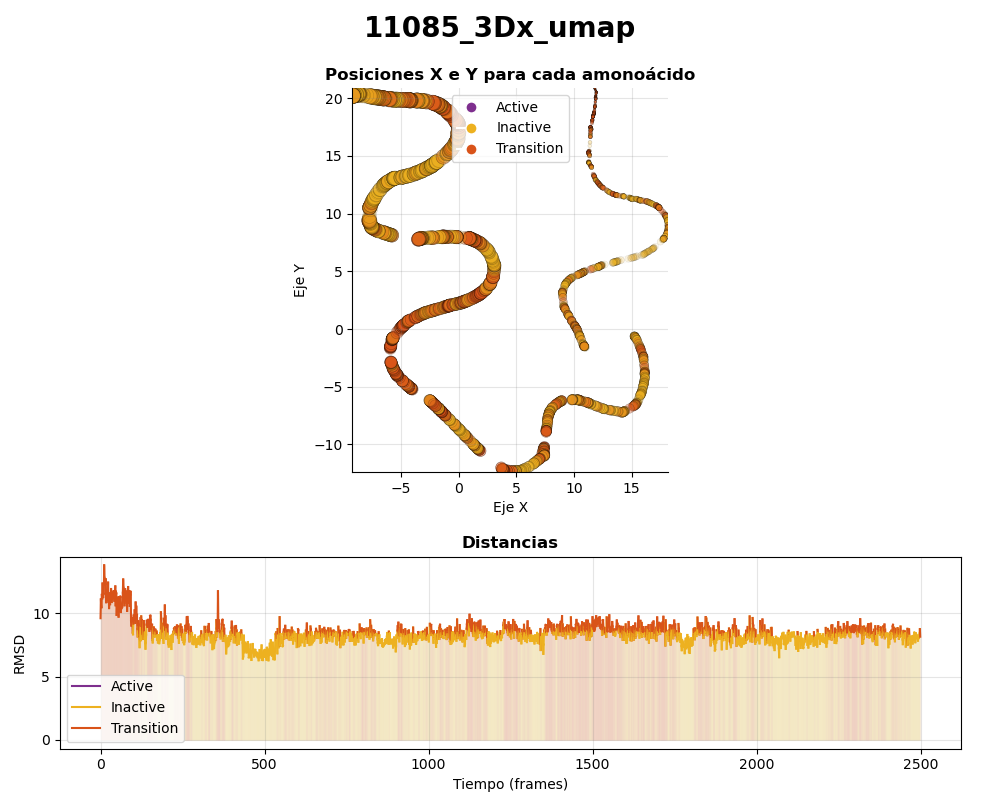 11085_3Dx_umap
Posiciones X e Y para cada amonoácido
Active
Inactive
Transition
20
15
10
5
0
−5
−10
Eje Y
−5
0
5
10
15
Eje X
Distancias
10
5
0
RMSD
Active
Inactive
Transition
0
500
1000
1500
2000
2500
Tiempo (frames)